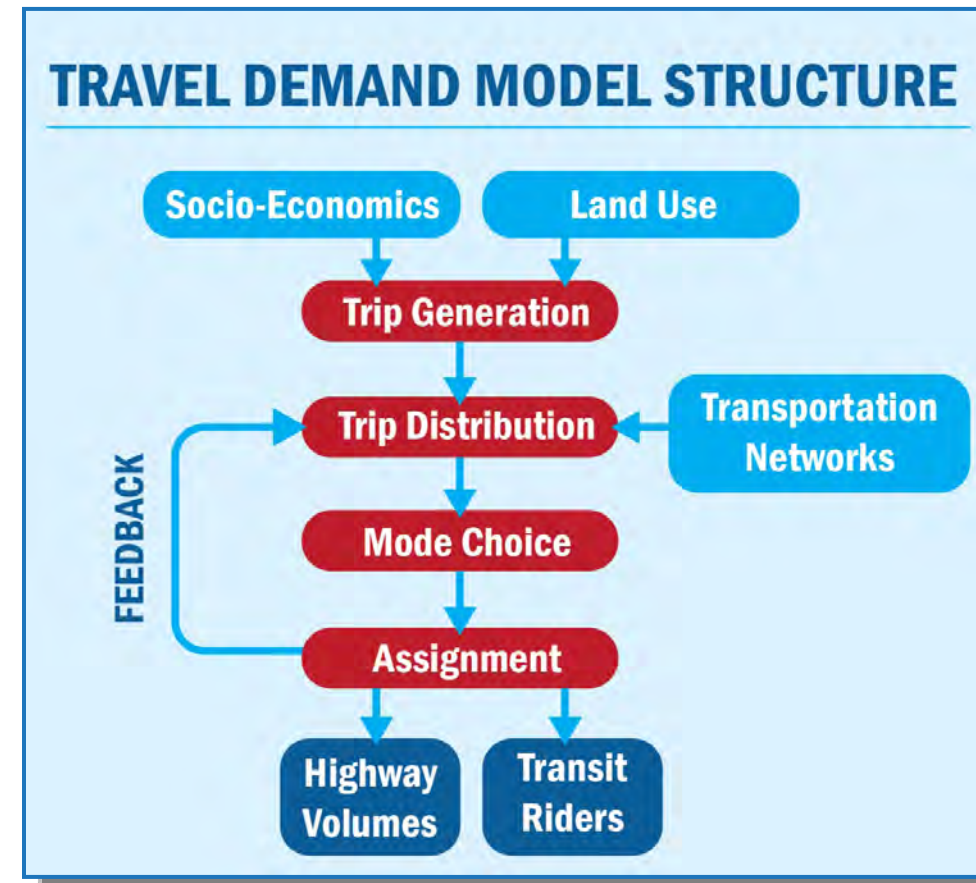 TRAVEL DEMAND MODEL STRUCTURE
Socio-Economics
Land Use
Trip Generation
Trip Distribution
Transportation
Networks
FEEDBACK
Mode Choice
Assignment
Highway
Volumes
Transit
Riders